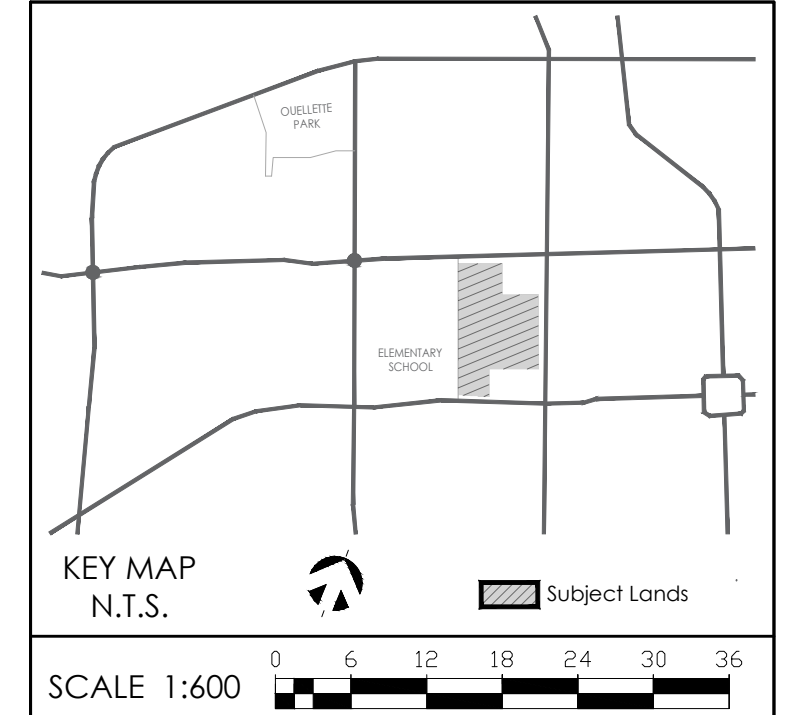 OUELLETTE
PARK
ELEMENTARY
SCHOOL
KEY MAP
N.T.S.
Subject Lands
SCALE 1:600
0 6 12 18 24 30 36